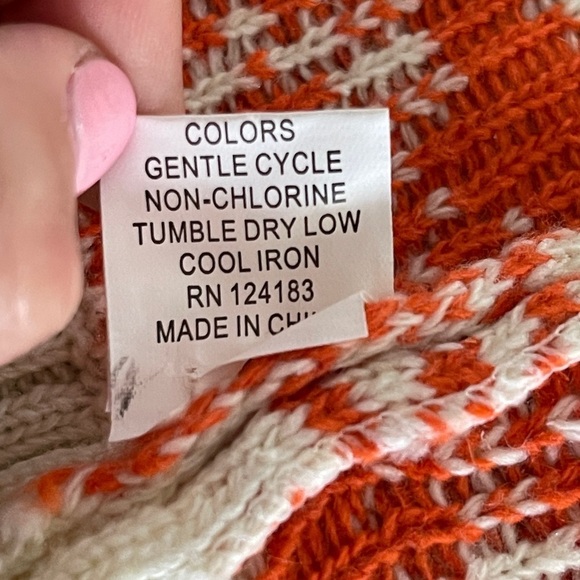 COLORS
GENTLE CYCLE
NON-CHLORINE
TUMBLE DRY LOW
COOL IRON
RN 124183
MADE IN